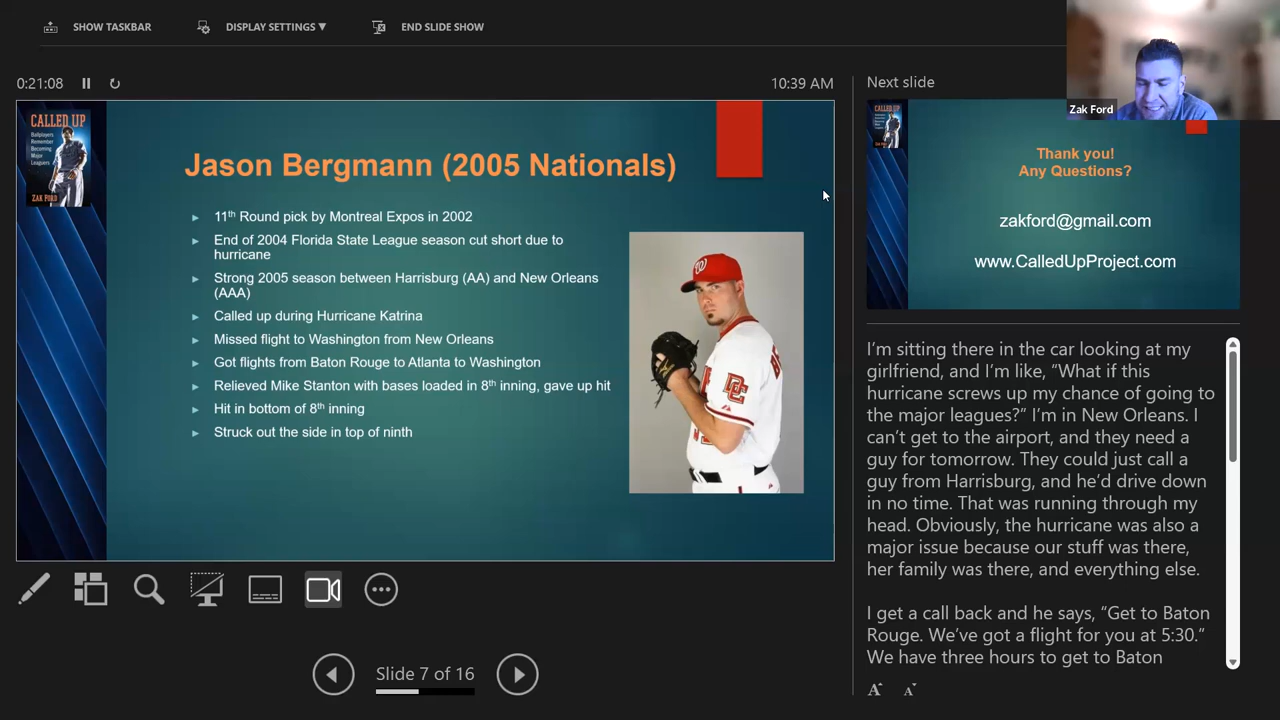 SHOW TASKBAR
DISPLAY SETTINGS ▼
END SLIDE SHOW
0:21:08
10:39 AM
CALLED UP
Ballplayers
Remember
Becoming
Major
Leaguers
ZAK FORD
Jason Bergmann (2005 Nationals)
11th Round pick by Montreal Expos in 2002
End of 2004 Florida State League season cut short due to
hurricane
Strong 2005 season between Harrisburg (AA) and New Orleans
(AAA)
Called up during Hurricane Katrina
Missed flight to Washington from New Orleans
Got flights from Baton Rouge to Atlanta to Washington
Relieved Mike Stanton with bases loaded in 8th inning, gave up hit
Hit in bottom of 8th inning
Struck out the side in top of ninth
W
DC
Slide 7 of 16
Zak Ford
Next slide
CALLED UP
Thank you!
Any Questions?
zakford@gmail.com
www.CalledUpProject.com
I’m sitting there in the car looking at my
girlfriend, and I’m like, “What if this
hurricane screws up my chance of going to
the major leagues?” I’m in New Orleans. I
can’t get to the airport, and they need a
guy for tomorrow. They could just call a
guy from Harrisburg, and he’d drive down
in no time. That was running through my
head. Obviously, the hurricane was also a
major issue because our stuff was there,
her family was there, and everything else.
I get a call back and he says, “Get to Baton
Rouge. We’ve got a flight for you at 5:30.”
We have three hours to get to Baton
A A